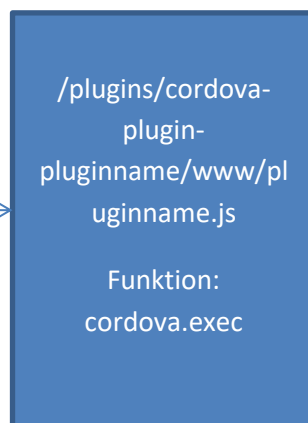 /plugins/cordova-
plugin-
pluginname/www/pl
uginname.js
Funktion:
cordova.exec